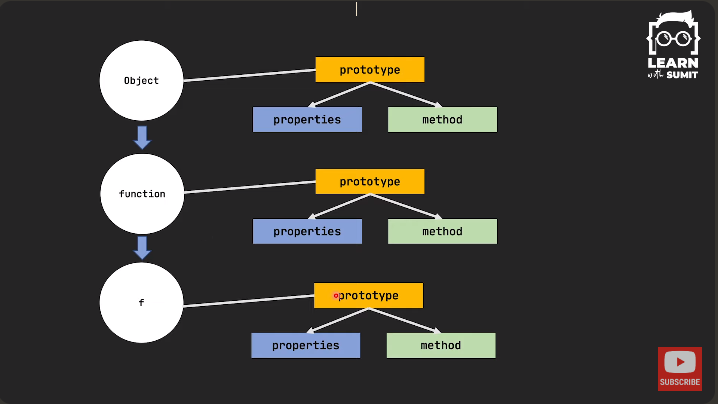 LEARN
with SUMIT
Object
prototype
properties
method
function
prototype
properties
method
f
prototype
properties
method
SUBSCRIBE